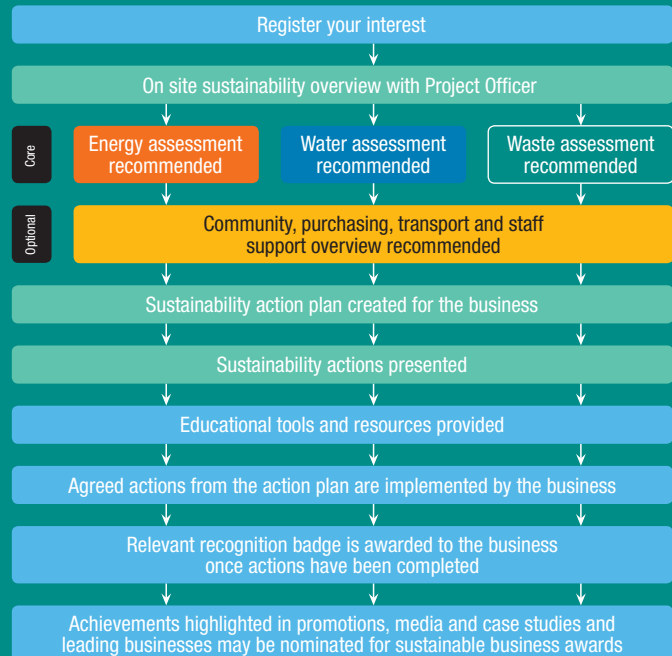 Register your interest
On site sustainability overview with Project Officer
Core
Energy assessment
recommended
Water assessment
recommended
Waste assessment
recommended
Optional
Community, purchasing, transport and staff
support overview recommended
Sustainability action plan created for the business
Sustainability actions presented
Educational tools and resources provided
Agreed actions from the action plan are implemented by the business
Relevant recognition badge is awarded to the business
once actions have been completed
Achievements highlighted in promotions, media and case studies and
leading businesses may be nominated for sustainable business awards